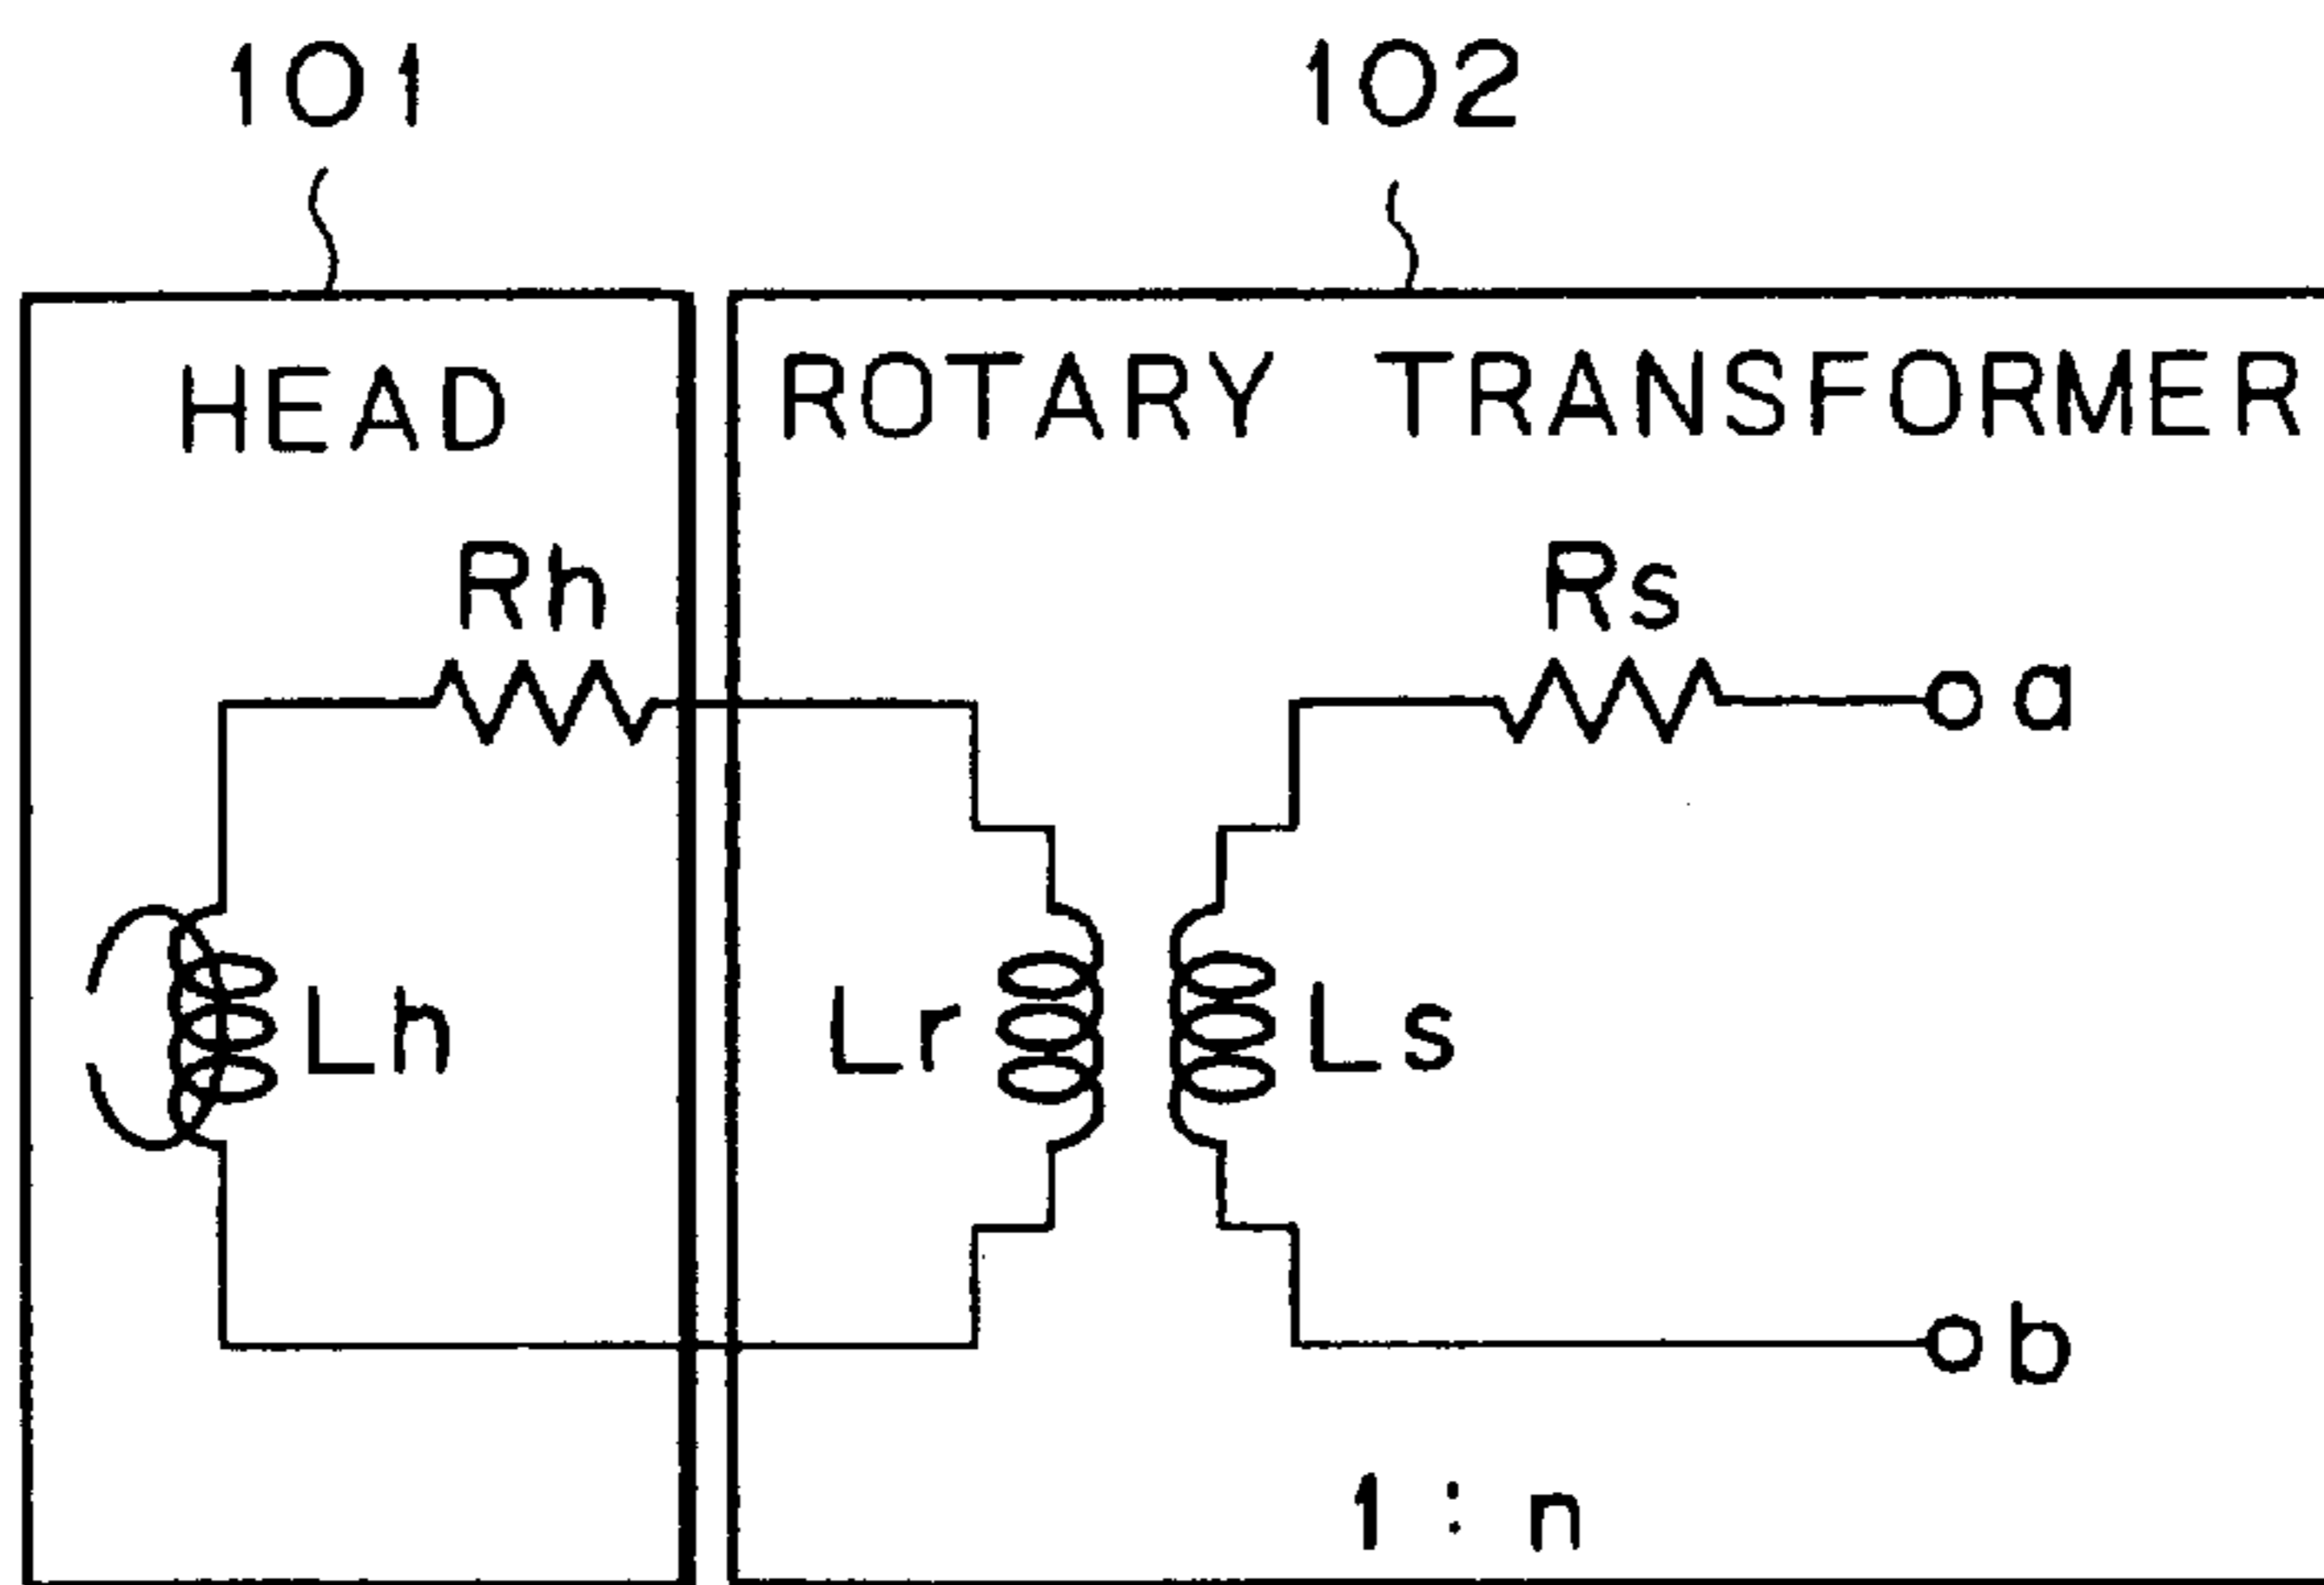 101 102
HEAD ROTARY TRANSFORMER
Rh Rs
a
Lh Lr Ls
b
1 : n